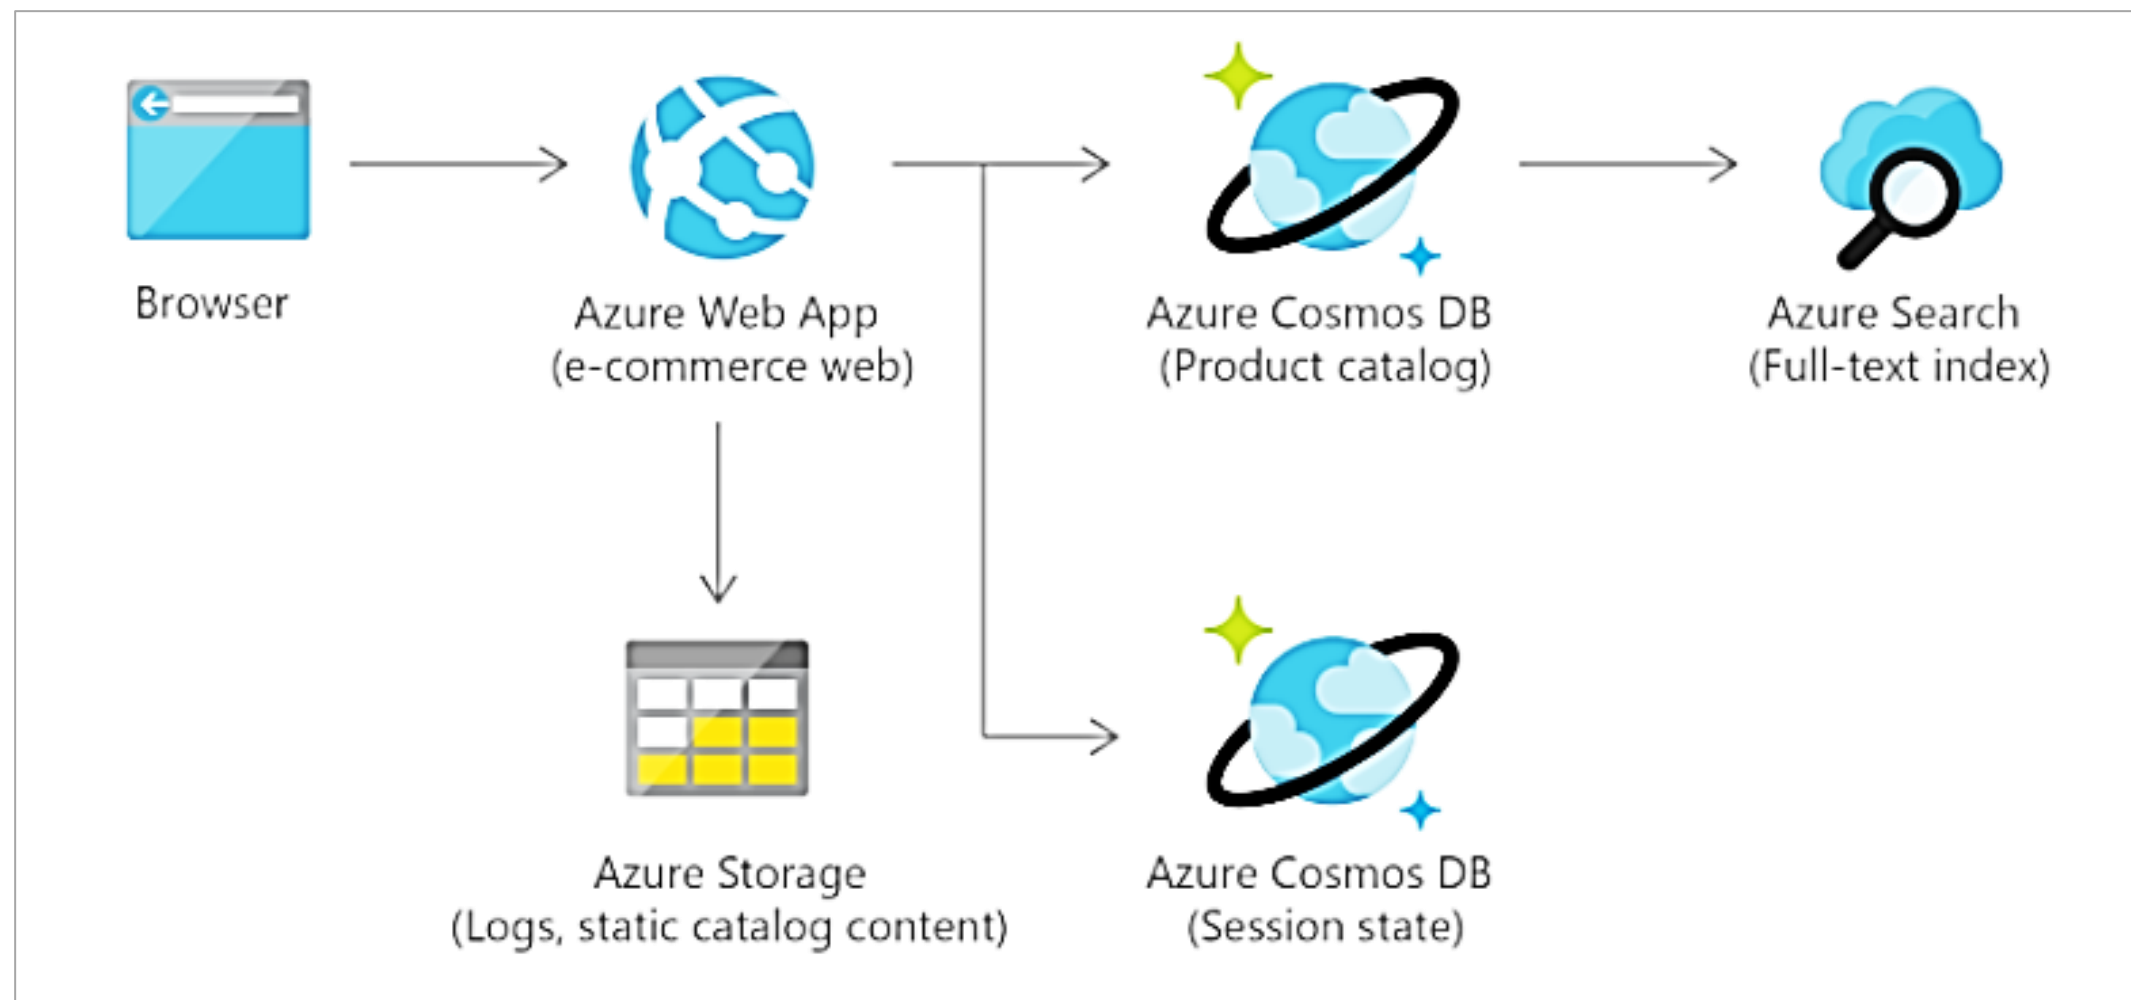 Browser
Azure Web App
(e-commerce web)
Azure Cosmos DB
(Product catalog)
Azure Search
(Full-text index)
Azure Storage
(Logs, static catalog content)
Azure Cosmos DB
(Session state)